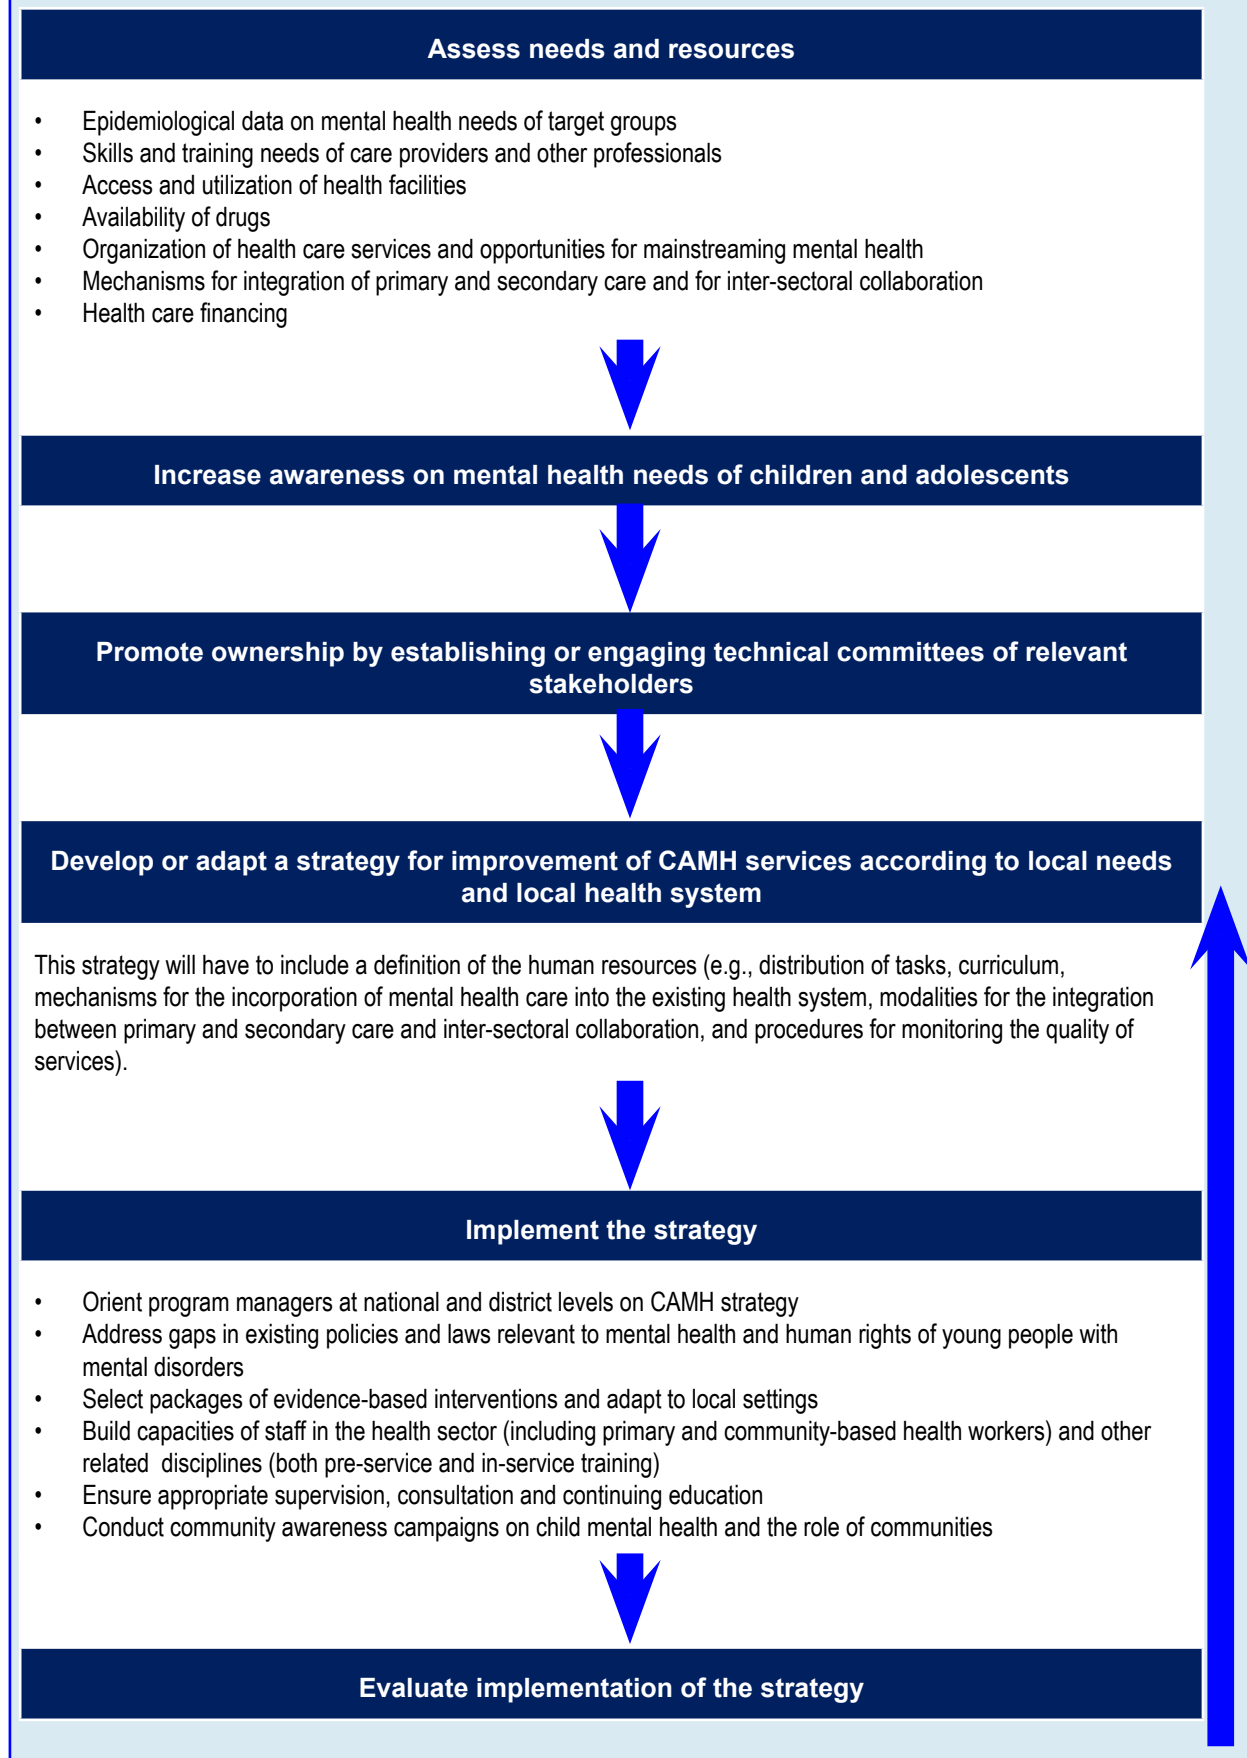 Assess needs and resources
• Epidemiological data on mental health needs of target groups
• Skills and training needs of care providers and other professionals
• Access and utilization of health facilities
• Availability of drugs
• Organization of health care services and opportunities for mainstreaming mental health
• Mechanisms for integration of primary and secondary care and for inter-sectoral collaboration
• Health care financing
Increase awareness on mental health needs of children and adolescents
Promote ownership by establishing or engaging technical committees of relevant
stakeholders
Develop or adapt a strategy for improvement of CAMH services according to local needs
and local health system
This strategy will have to include a definition of the human resources (e.g., distribution of tasks, curriculum,
mechanisms for the incorporation of mental health care into the existing health system, modalities for the integration
between primary and secondary care and inter-sectoral collaboration, and procedures for monitoring the quality of
services).
Implement the strategy
• Orient program managers at national and district levels on CAMH strategy
• Address gaps in existing policies and laws relevant to mental health and human rights of young people with
mental disorders
• Select packages of evidence-based interventions and adapt to local settings
• Build capacities of staff in the health sector (including primary and community-based health workers) and other
related disciplines (both pre-service and in-service training)
• Ensure appropriate supervision, consultation and continuing education
• Conduct community awareness campaigns on child mental health and the role of communities
Evaluate implementation of the strategy